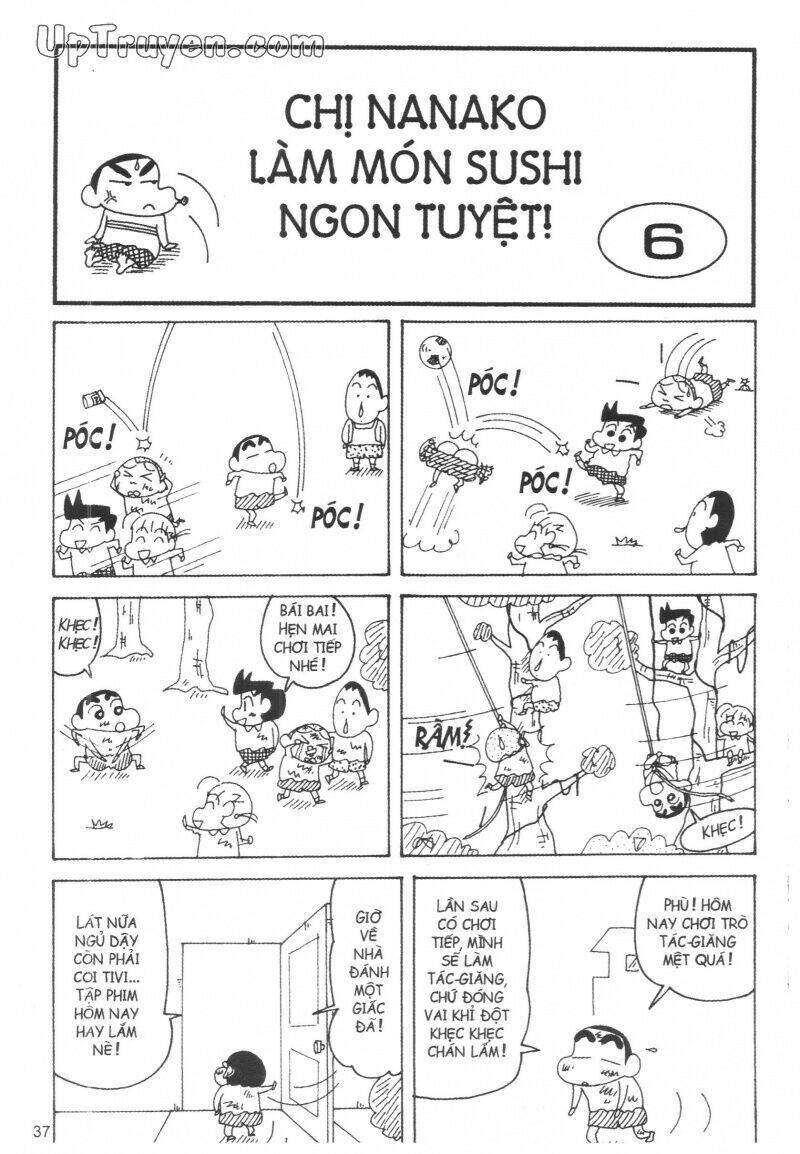 UpTruyen.com
CHỊ NANAKO
LÀM MÓN SUSHI
NGON TUYỆT!
6
PÓC!
PÓC!
PÓC!
PÓC!
RẦM!
KHẸC!
BÁI BAI!
HẸN MAI
CHƠI TIẾP
NHÉ!
KHẸC!
KHẸC!
PHÙ! HÔM
NAY CHƠI TRÒ
TÁC-GIĂNG
MỆT QUÁ!
LẦN SAU
CÓ CHƠI
TIẾP, MÌNH
SẼ LÀM
TÁC-GIĂNG,
CHỨ ĐÓNG
VAI KHỈ ĐỘT
KHẸC KHẸC
CHÁN LẮM!
GIỜ
VỀ
NHÀ
ĐÁNH
MỘT
GIẤC
ĐÃ!
LÁT NỮA
NGỦ DẬY
CÒN PHẢI
COI TIVI...
TẬP PHIM
HÔM NAY
HAY LẮM
NÈ!
37